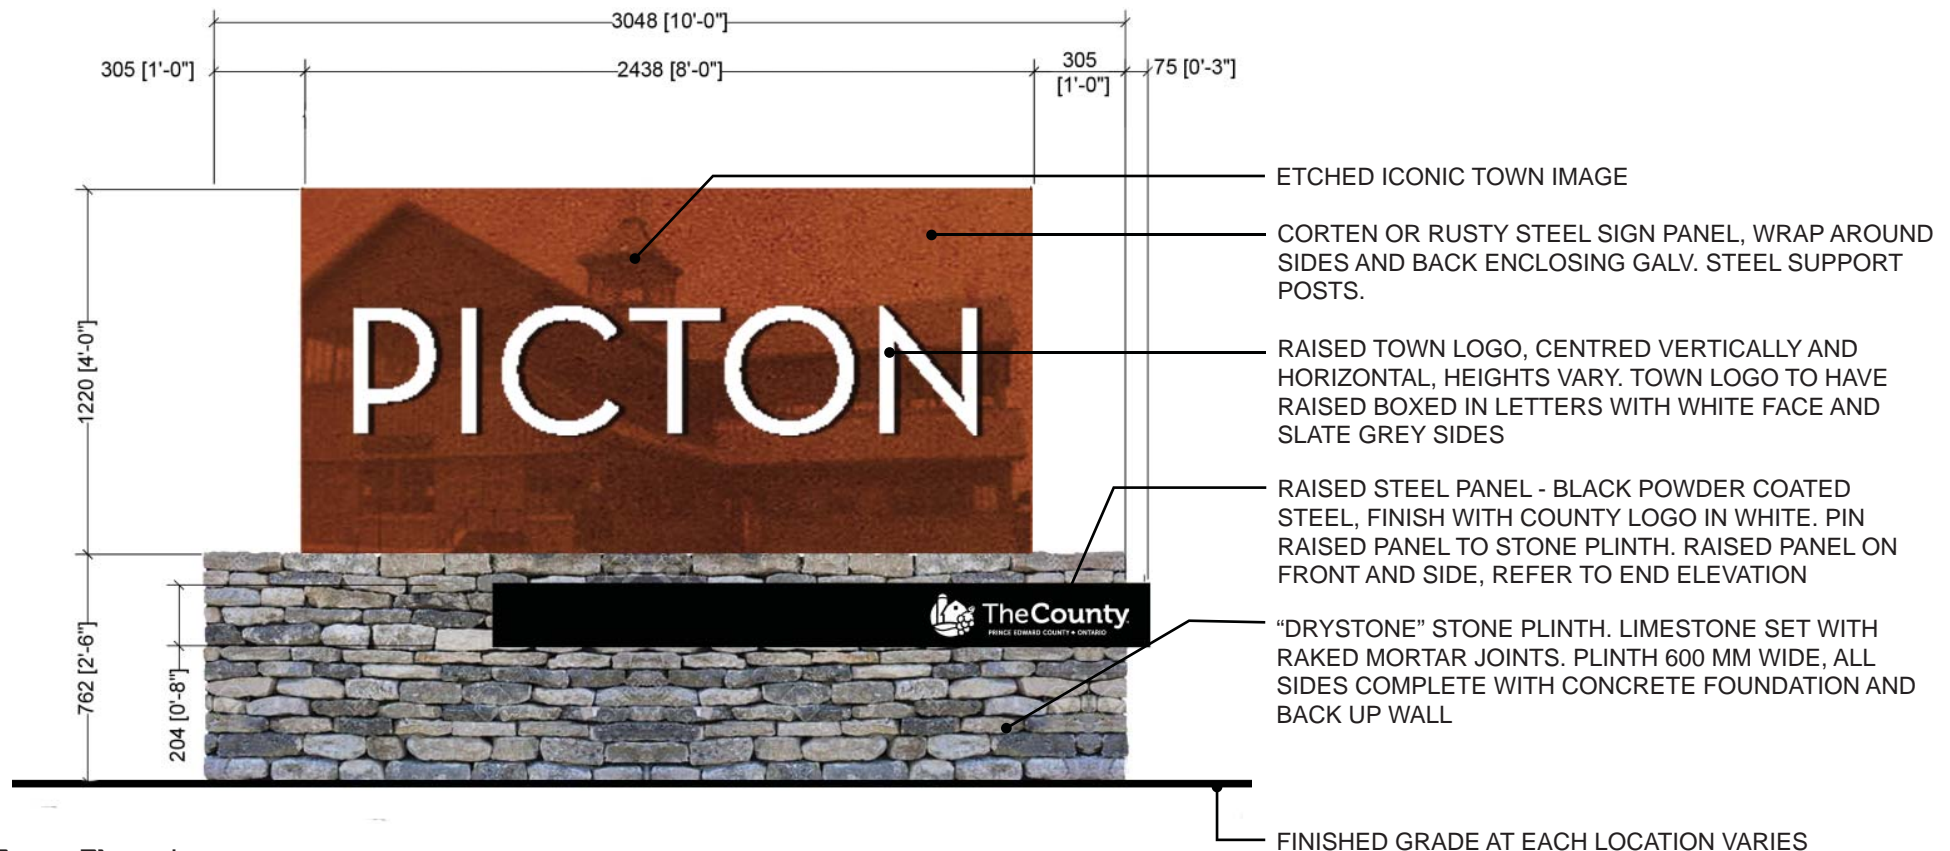 3048 [10'-0"]
305 [1'-0"]
2438 [8'-0"]
305
[1'-0"]
75 [0'-3"]
ETCHED ICONIC TOWN IMAGE
CORTEN OR RUSTY STEEL SIGN PANEL, WRAP AROUND
SIDES AND BACK ENCLOSING GALV. STEEL SUPPORT
POSTS.
1220 [4'-0"]
PICTON
RAISED TOWN LOGO, CENTRED VERTICALLY AND
HORIZONTAL, HEIGHTS VARY. TOWN LOGO TO HAVE
RAISED BOXED IN LETTERS WITH WHITE FACE AND
SLATE GREY SIDES
RAISED STEEL PANEL - BLACK POWDER COATED
STEEL, FINISH WITH COUNTY LOGO IN WHITE. PIN
RAISED PANEL TO STONE PLINTH. RAISED PANEL ON
FRONT AND SIDE, REFER TO END ELEVATION
TheCounty
PRINCE EDWARD COUNTY • ONTARIO
762 [2'-6"]
204 [0'-8"]
“DRYSTONE” STONE PLINTH. LIMESTONE SET WITH
RAKED MORTAR JOINTS. PLINTH 600 MM WIDE, ALL
SIDES COMPLETE WITH CONCRETE FOUNDATION AND
BACK UP WALL
FINISHED GRADE AT EACH LOCATION VARIES